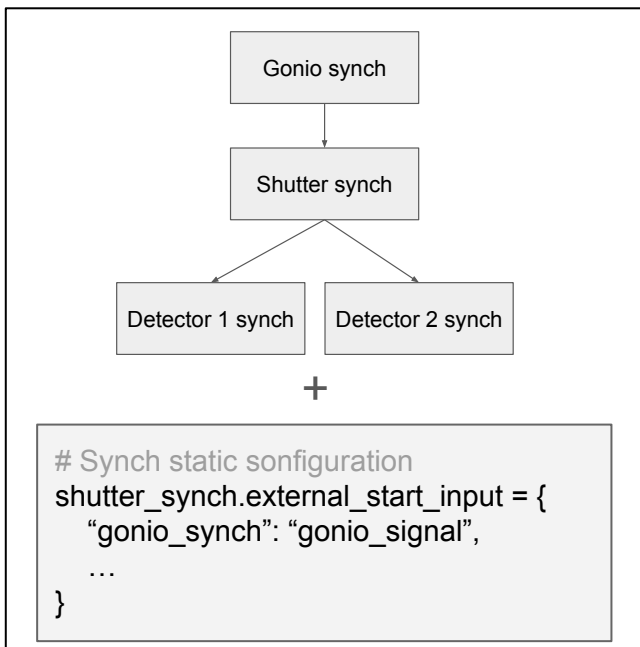 Gonio synch
Shutter synch
Detector 1 synch
Detector 2 synch
+
# Synch static sonfiguration
shutter_synch.external_start_input = {
“gonio_synch”: “gonio_signal”,
…
}